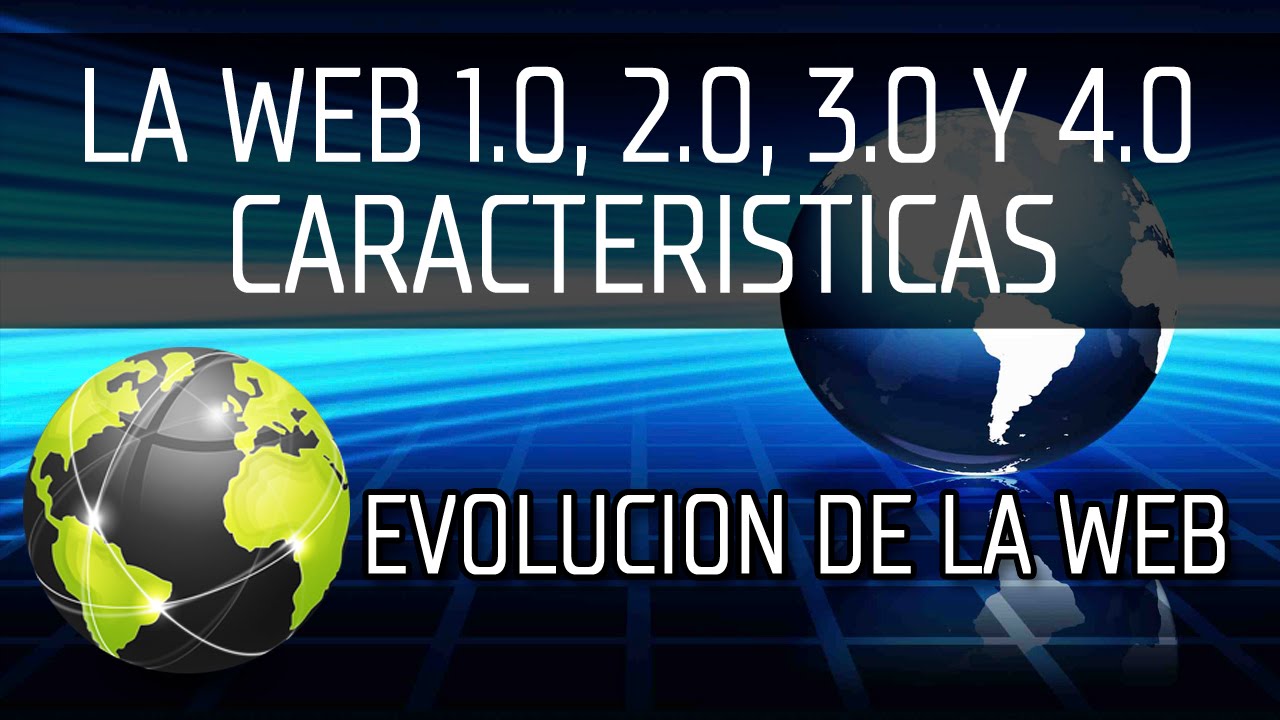 LA WEB 1.0, 2.0, 3.0 Y 4.0
CARACTERISTICAS
EVOLUCION DE LA WEB